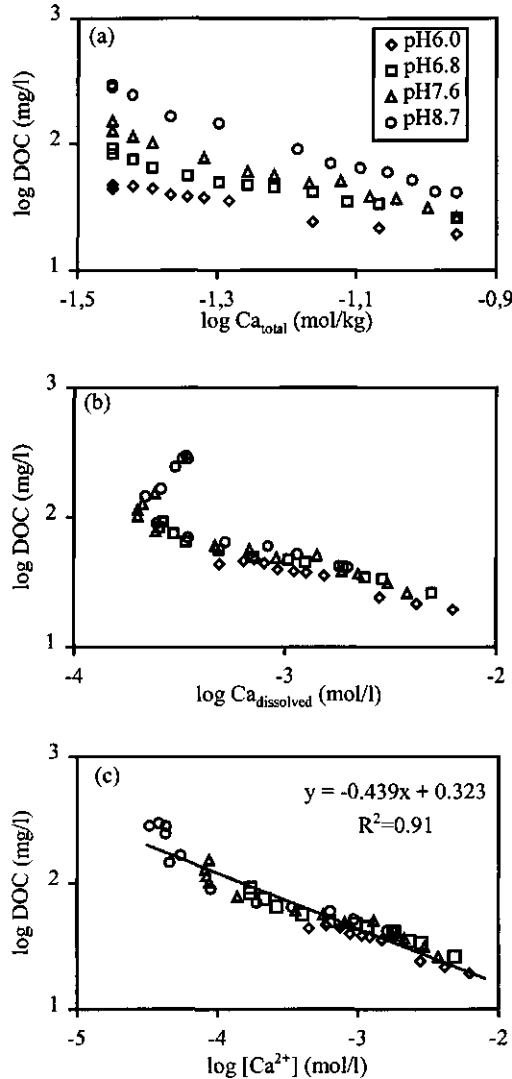 (a)
pH6.0
pH6.8
pH7.6
pH8.7
3
2
1
log DOC (mg/l)
-1,5
-1,3
-1,1
-0,9
log Ca_total (mol/kg)
(b)
3
2
1
log DOC (mg/l)
-4
-3
-2
log Ca_dissolved (mol/l)
(c)
y = -0.439x + 0.323
R²=0.91
3
2
1
log DOC (mg/l)
-5
-4
-3
-2
log [Ca²⁺] (mol/l)